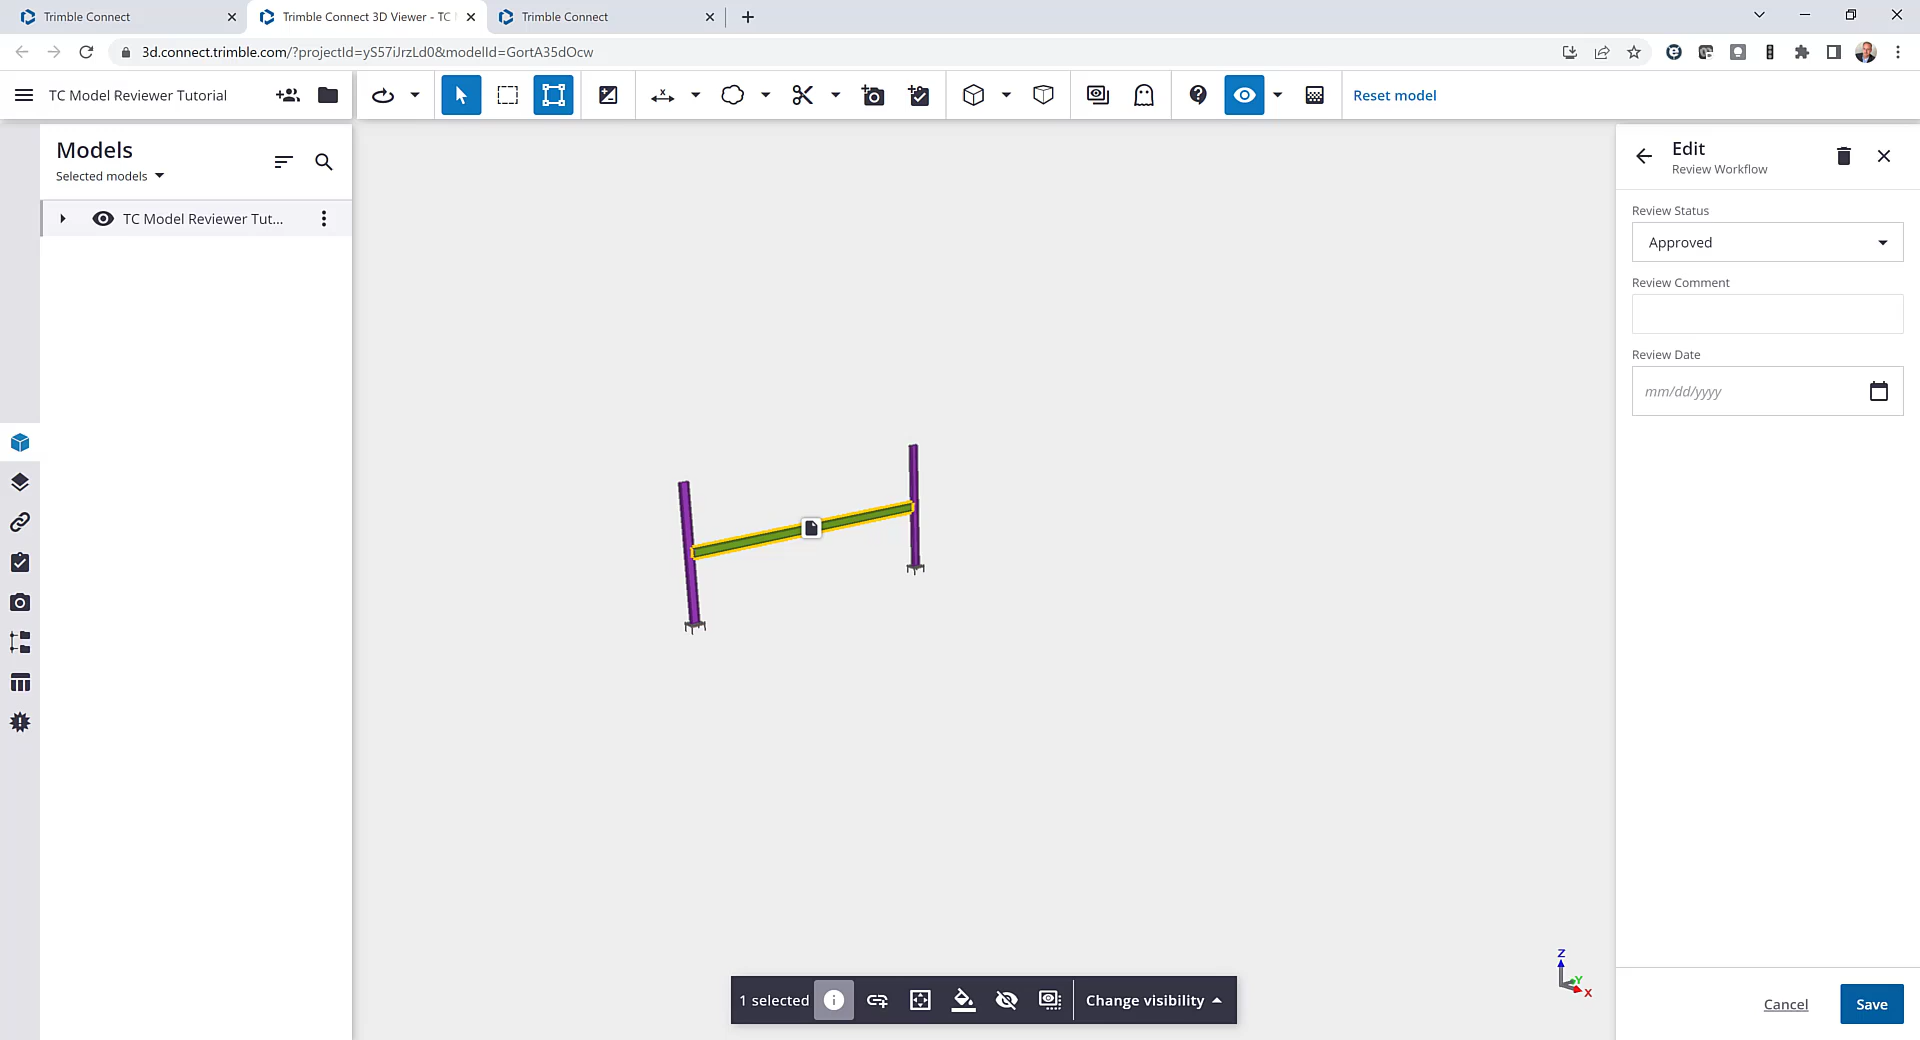 Trimble Connect
Trimble Connect 3D Viewer - TC
Trimble Connect
3d.connect.trimble.com/?projectId=yS57iJrzLd0&modelId=GortA35dOcw
TC Model Reviewer Tutorial
Reset model
Models
Selected models
TC Model Reviewer Tut...
Edit
Review Workflow
Review Status
Approved
Review Comment
Review Date
mm/dd/yyyy
Z
Y
X
1 selected
Change visibility
Cancel
Save